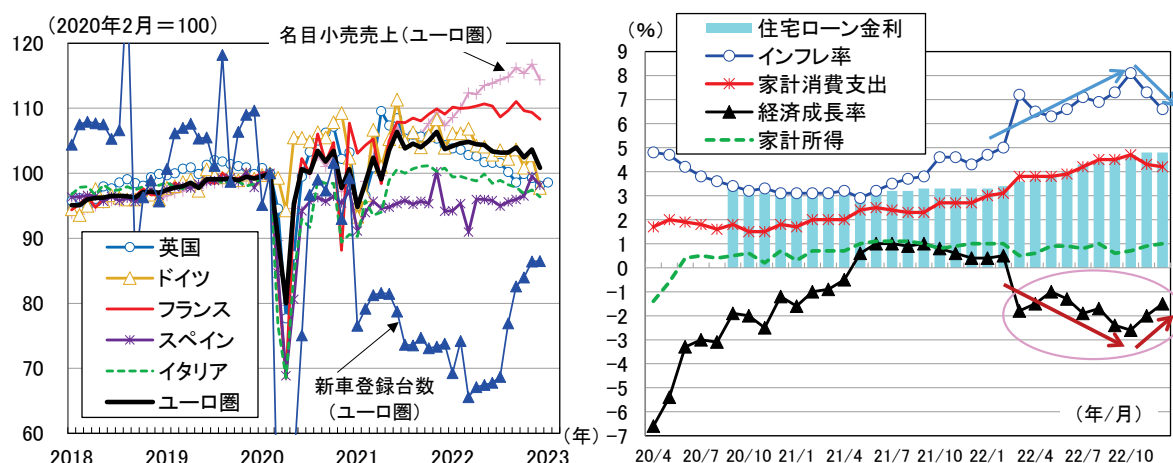 (2020年2月＝100)
120
110
100
90
80
70
60
名目小売売上(ユーロ圏)
英国
ドイツ
フランス
スペイン
イタリア
ユーロ圏
新車登録台数
(ユーロ圏)
(年)
2018 2019 2020 2021 2022 2023
(%)
9
8
7
6
5
4
3
2
1
0
-1
-2
-3
-4
-5
-6
-7
住宅ローン金利
インフレ率
家計消費支出
経済成長率
家計所得
(年/月)
20/4 20/7 20/10 21/1 21/4 21/7 21/10 22/1 22/4 22/7 22/10